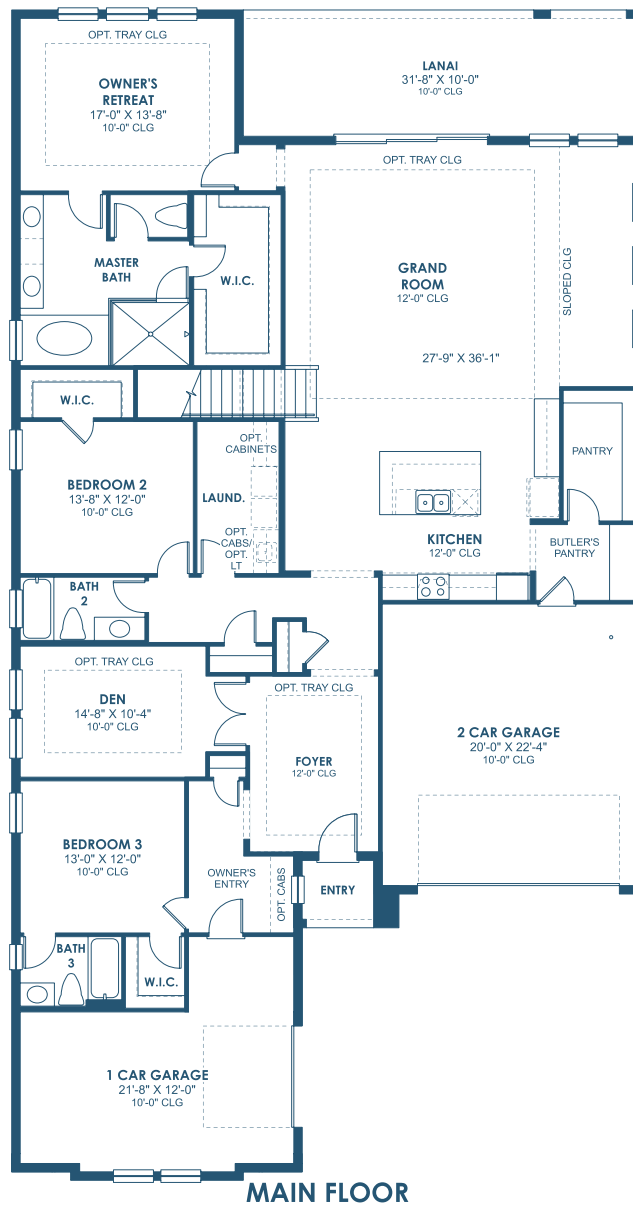 OPT. TRAY CLG
OWNER'S
RETREAT
17'-0" X 13'-8"
10'-0" CLG
LANAI
31'-8" X 10'-0"
10'-0" CLG
OPT. TRAY CLG
MASTER
BATH
W.I.C.
GRAND
ROOM
12'-0" CLG
SLOPED CLG
27'-9" X 36'-1"
W.I.C.
OPT.
CABINETS
PANTRY
BEDROOM 2
13'-8" X 12'-0"
10'-0" CLG
LAUND.
OPT.
CABS/
OPT.
LT
KITCHEN
12'-0" CLG
BUTLER'S
PANTRY
BATH
2
OPT. TRAY CLG
DEN
14'-8" X 10'-4"
10'-0" CLG
OPT. TRAY CLG
FOYER
12'-0" CLG
2 CAR GARAGE
20'-0" X 22'-4"
10'-0" CLG
BEDROOM 3
13'-0" X 12'-0"
10'-0" CLG
OWNER'S
ENTRY
OPT. CABS
ENTRY
BATH
3
W.I.C.
1 CAR GARAGE
21'-8" X 12'-0"
10'-0" CLG
MAIN FLOOR